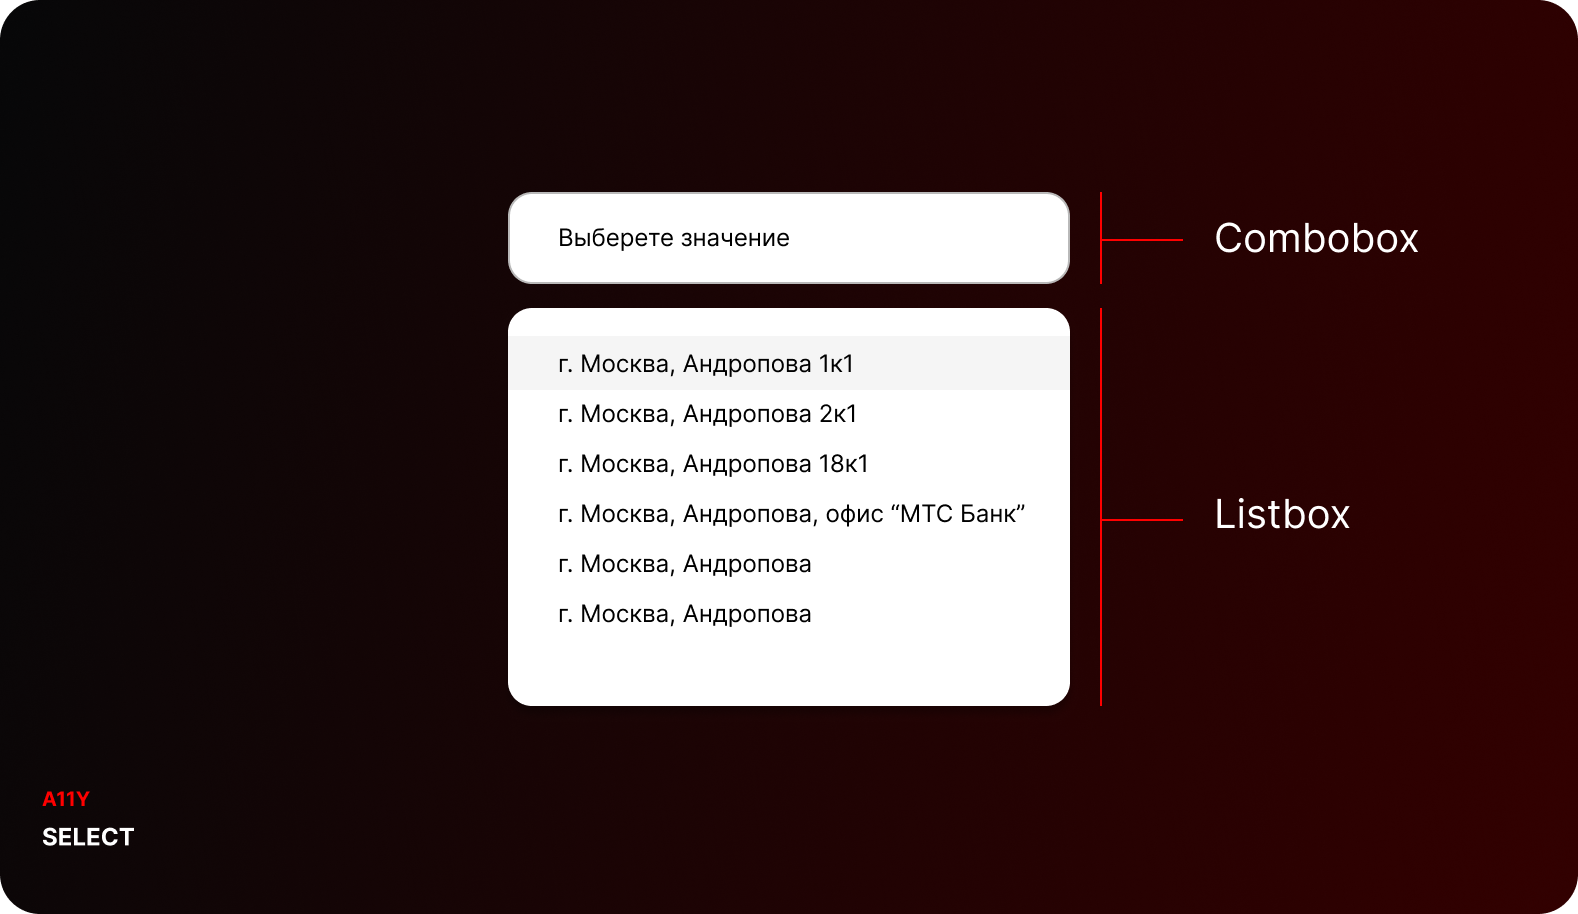 Выберете значение
Combobox
г. Москва, Андропова 1к1
г. Москва, Андропова 2к1
г. Москва, Андропова 18к1
г. Москва, Андропова, офис “МТС Банк”
г. Москва, Андропова
г. Москва, Андропова
Listbox
A11Y
SELECT